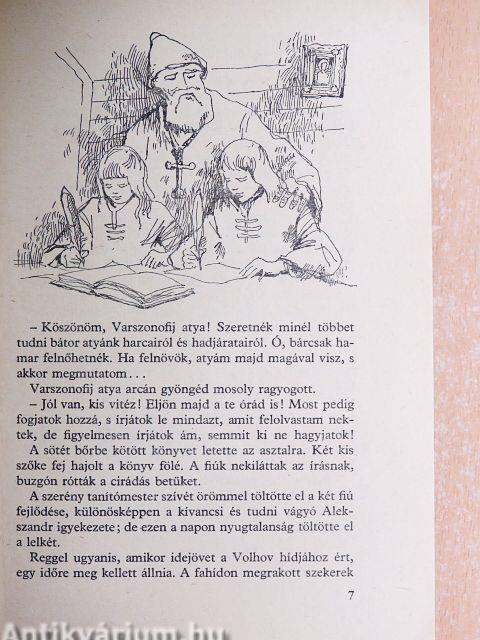 – Köszönöm, Varszonofij atya! Szeretnék minél többet
tudni bátor atyánk harcairól és hadjáratairól. Ó, bárcsak ha-
mar felnőhetnék. Ha felnövök, atyám majd magával visz, s
akkor megmutatom...
Varszonofij atya arcán gyöngéd mosoly ragyogott.
– Jól van, kis vitéz! Eljön majd a te órád is! Most pedig
fogjatok hozzá, s írjátok le mindazt, amit felolvastam nek-
tek, de figyelmesen írjátok ám, semmit ki ne hagyjatok!
A sötét bőrbe kötött könyvet letette az asztalra. Két kis
szőke fej hajolt a könyv fölé. A fiúk nekiláttak az írásnak,
buzgón rótták a cirádás betűket.
A szerény tanítómester szívét örömmel töltötte el a két fiú
fejlődése, különösképpen a kíváncsi és tudni vágyó Alek-
szandr igyekezete; de ezen a napon nyugtalanság töltötte el
a lelkét.
Reggel ugyanis, amikor idejövet a Volhov hídjához ért,
egy időre meg kellett állnia. A fahídon megrakott szekerek
7
Antikvárium.hu